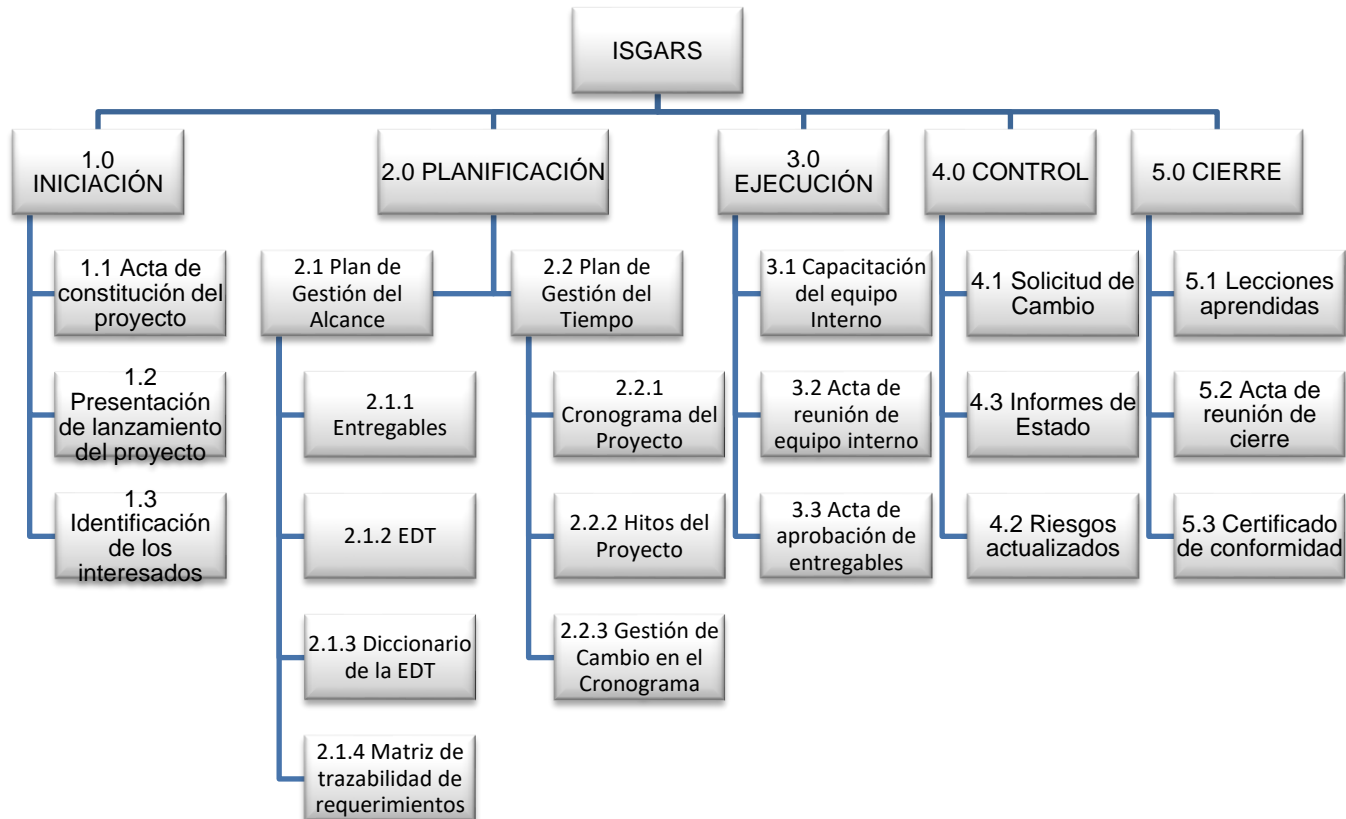 ISGARS
1.0
INICIACIÓN
2.0 PLANIFICACIÓN
3.0
EJECUCIÓN
4.0 CONTROL
5.0 CIERRE
1.1 Acta de
constitución del
proyecto
1.2
Presentación
de lanzamiento
del proyecto
1.3
Identificación
de los
interesados
2.1 Plan de
Gestión del
Alcance
2.1.1
Entregables
2.1.2 EDT
2.1.3 Diccionario
de la EDT
2.1.4 Matriz de
trazabilidad de
requerimientos
2.2 Plan de
Gestión del
Tiempo
2.2.1
Cronograma del
Proyecto
2.2.2 Hitos del
Proyecto
2.2.3 Gestión de
Cambio en el
Cronograma
3.1 Capacitación
del equipo
Interno
3.2 Acta de
reunión de
equipo interno
3.3 Acta de
aprobación de
entregables
4.1 Solicitud de
Cambio
4.3 Informes de
Estado
4.2 Riesgos
actualizados
5.1 Lecciones
aprendidas
5.2 Acta de
reunión de
cierre
5.3 Certificado
de conformidad